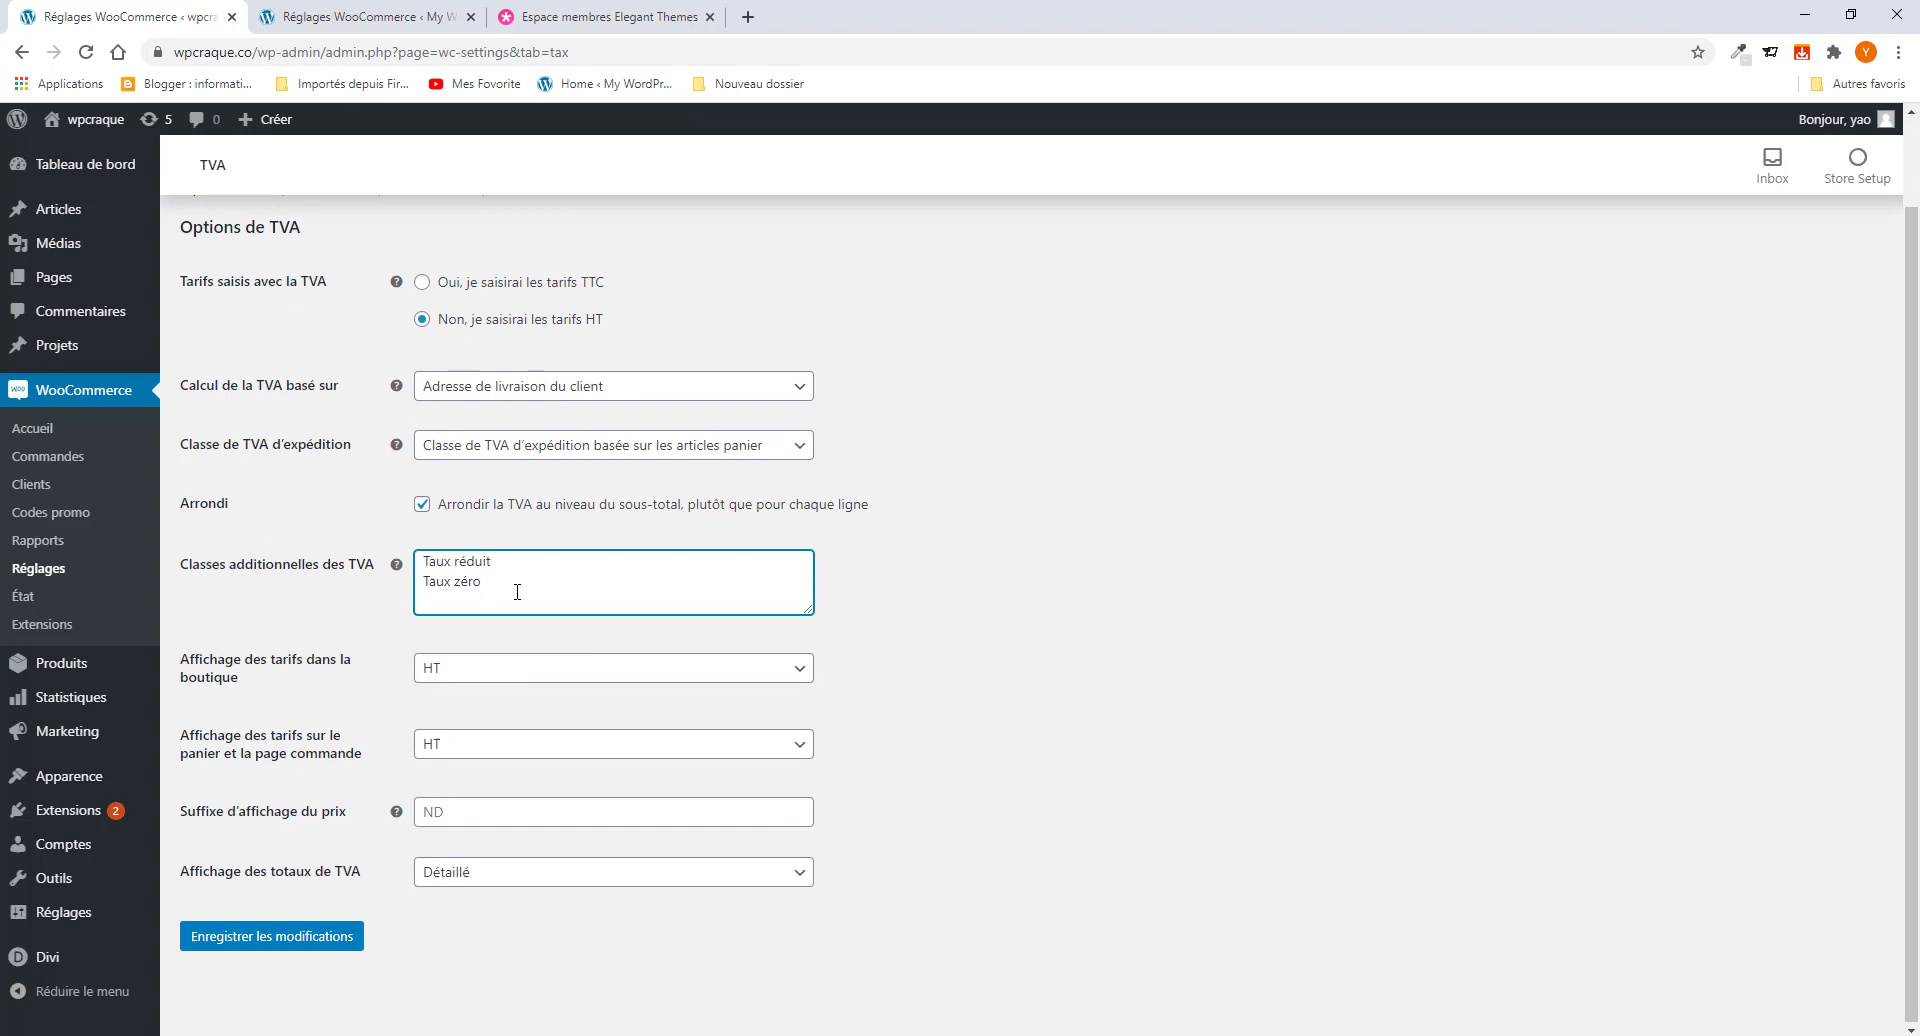 Réglages WooCommerce ‹ wpcra
Réglages WooCommerce ‹ My W
Espace membres Elegant Themes
wpcraque.co/wp-admin/admin.php?page=wc-settings&tab=tax
Y
Applications
Blogger : informati...
Importés depuis Fir...
Mes Fovorite
Home ‹ My WordPr...
Nouveau dossier
Autres favoris
wpcraque
5
0
Créer
Bonjour, yao
Tableau de bord
Articles
Médias
Pages
Commentaires
Projets
WooCommerce
Accueil
Commandes
Clients
Codes promo
Rapports
Réglages
État
Extensions
Produits
Statistiques
Marketing
Apparence
Extensions 2
Comptes
Outils
Réglages
Divi
Réduire le menu
TVA
Inbox
Store Setup
Options de TVA
Tarifs saisis avec la TVA
Oui, je saisirai les tarifs TTC
Non, je saisirai les tarifs HT
Calcul de la TVA basé sur
Adresse de livraison du client
Classe de TVA d’expédition
Classe de TVA d’expédition basée sur les articles panier
Arrondi
Arrondir la TVA au niveau du sous-total, plutôt que pour chaque ligne
Classes additionnelles des TVA
Taux réduit
Taux zéro
Affichage des tarifs dans la
boutique
HT
Affichage des tarifs sur le
panier et la page commande
HT
Suffixe d’affichage du prix
ND
Affichage des totaux de TVA
Détaillé
Enregistrer les modifications